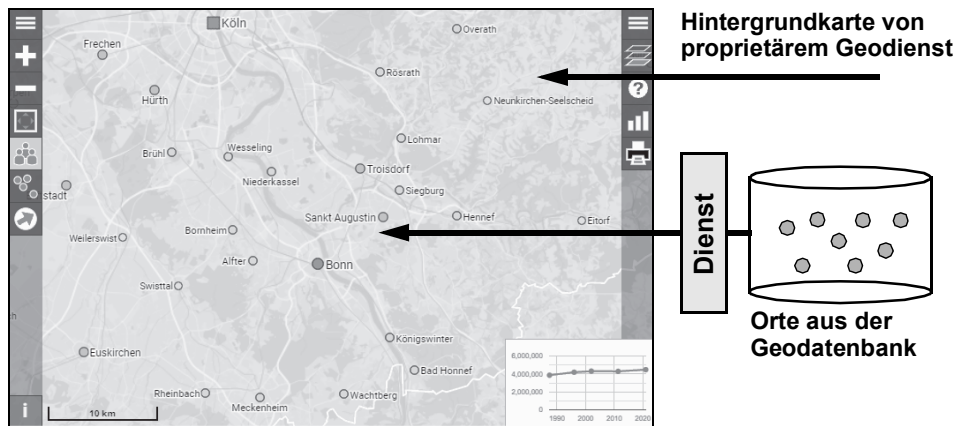 Köln
Overath
Frechen
Rösrath
Hürth
Neunkirchen-Seelscheid
Lohmar
Brühl
Wesseling
Troisdorf
Niederkassel
Siegburg
stadt
Sankt Augustin
Hennef
Eitorf
Bornheim
Weilerswist
Alfter
Bonn
Swisttal
Königswinter
Euskirchen
Bad Honnef
Rheinbach
Meckenheim
Wachtberg
10 km
i
?
6,000,000
4,000,000
2,000,000
0
1990 2000 2010 2020
Hintergrundkarte von
proprietärem Geodienst
Dienst
Orte aus der
Geodatenbank